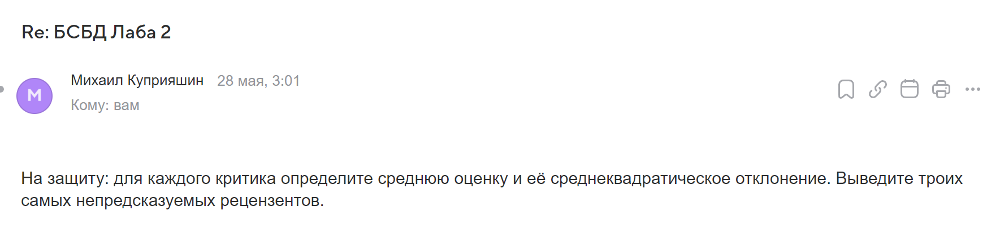 Re: БСБД Лаба 2
М
Михаил Куприяшин 28 мая, 3:01
Кому: вам
На защиту: для каждого критика определите среднюю оценку и её среднеквадратическое отклонение. Выведите троих
самых непредсказуемых рецензентов.